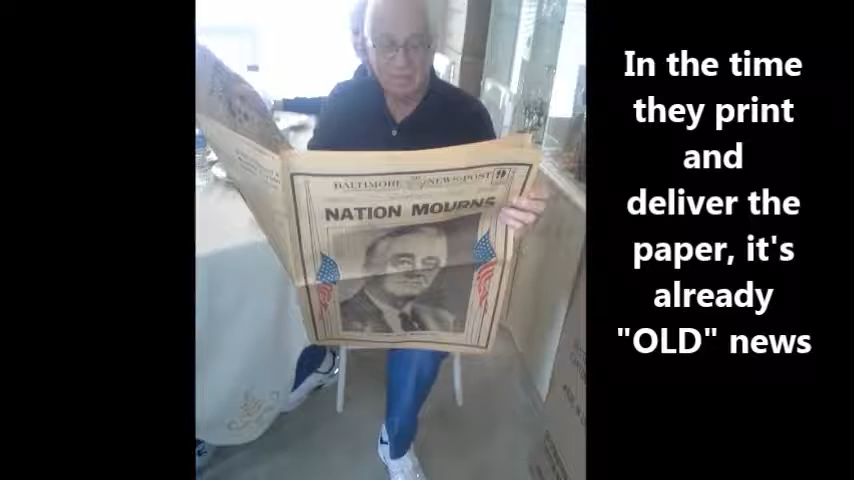 BALTIMORE NEWS-POST
NATION MOURNS
In the time
they print
and
deliver the
paper, it's
already
"OLD" news